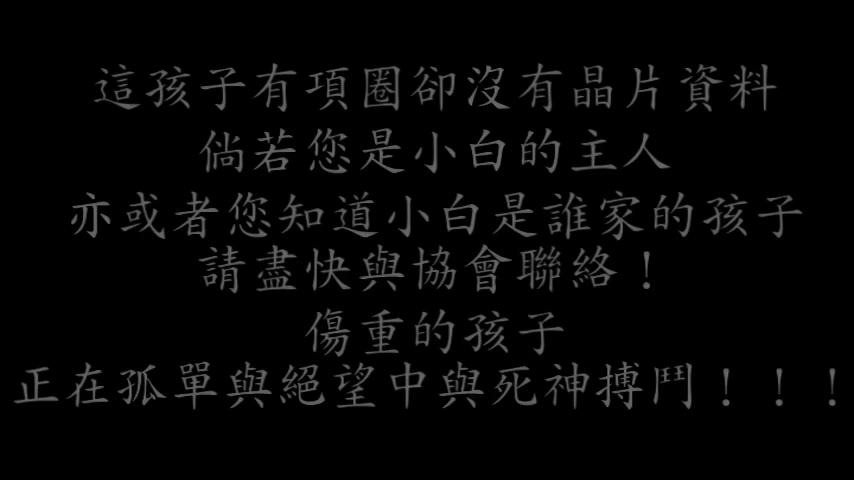 這孩子有項圈卻沒有晶片資料
倘若您是小白的主人
亦或者您知道小白是誰家的孩子
請盡快與協會聯絡！
傷重的孩子
正在孤單與絕望中與死神搏鬥！！！